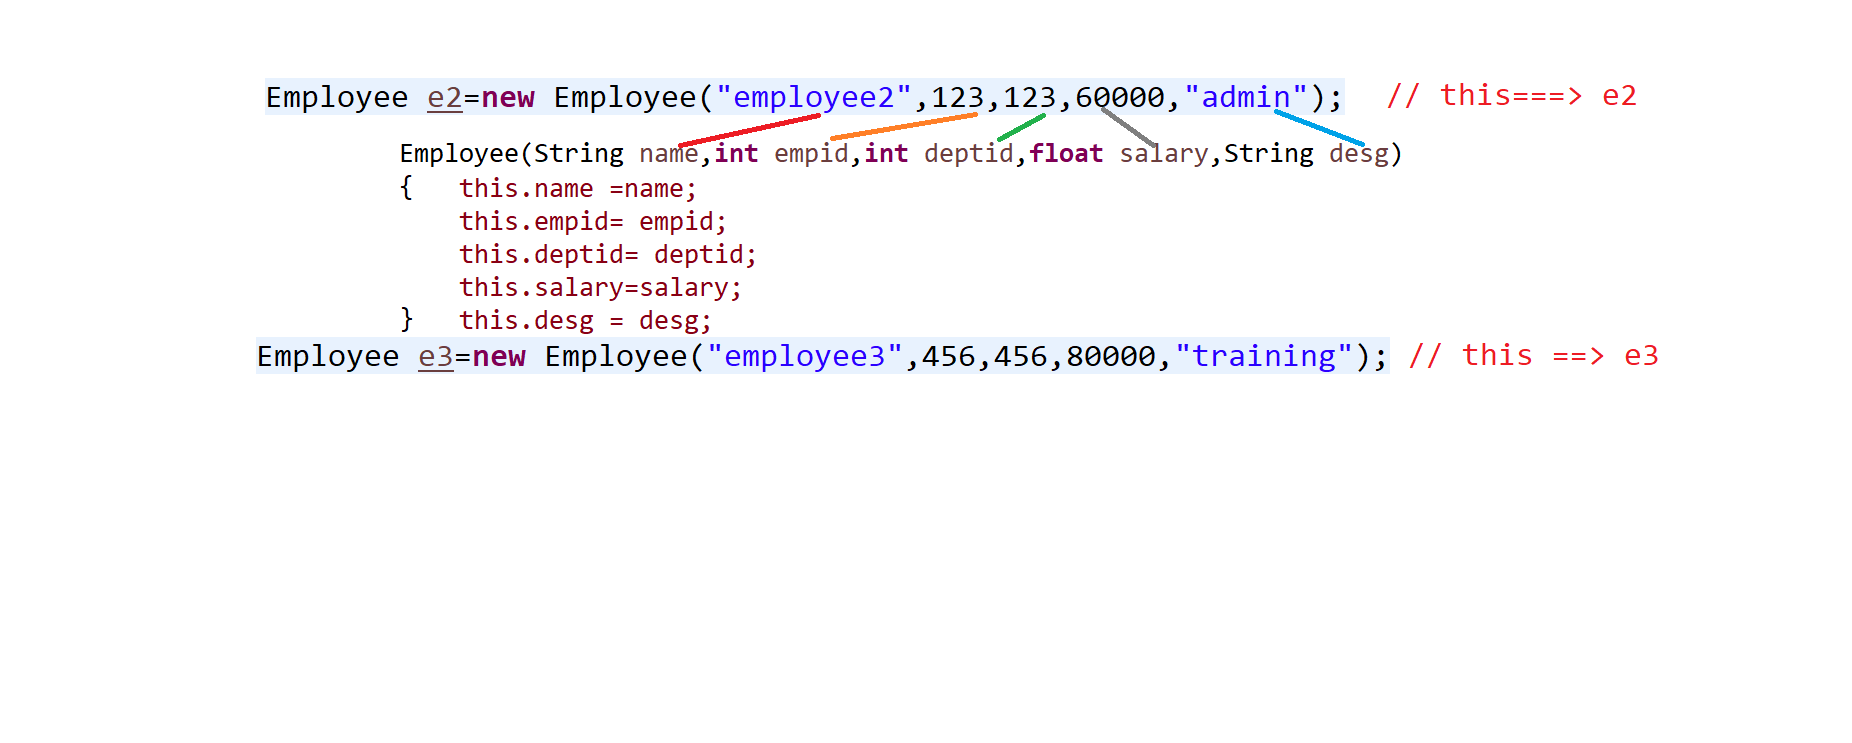 Employee e2=new Employee("employee2",123,123,60000,"admin"); // this===> e2
Employee(String name,int empid,int deptid,float salary,String desg)
{ this.name =name;
this.empid= empid;
this.deptid= deptid;
this.salary=salary;
} this.desg = desg;
Employee e3=new Employee("employee3",456,456,80000,"training"); // this ==> e3